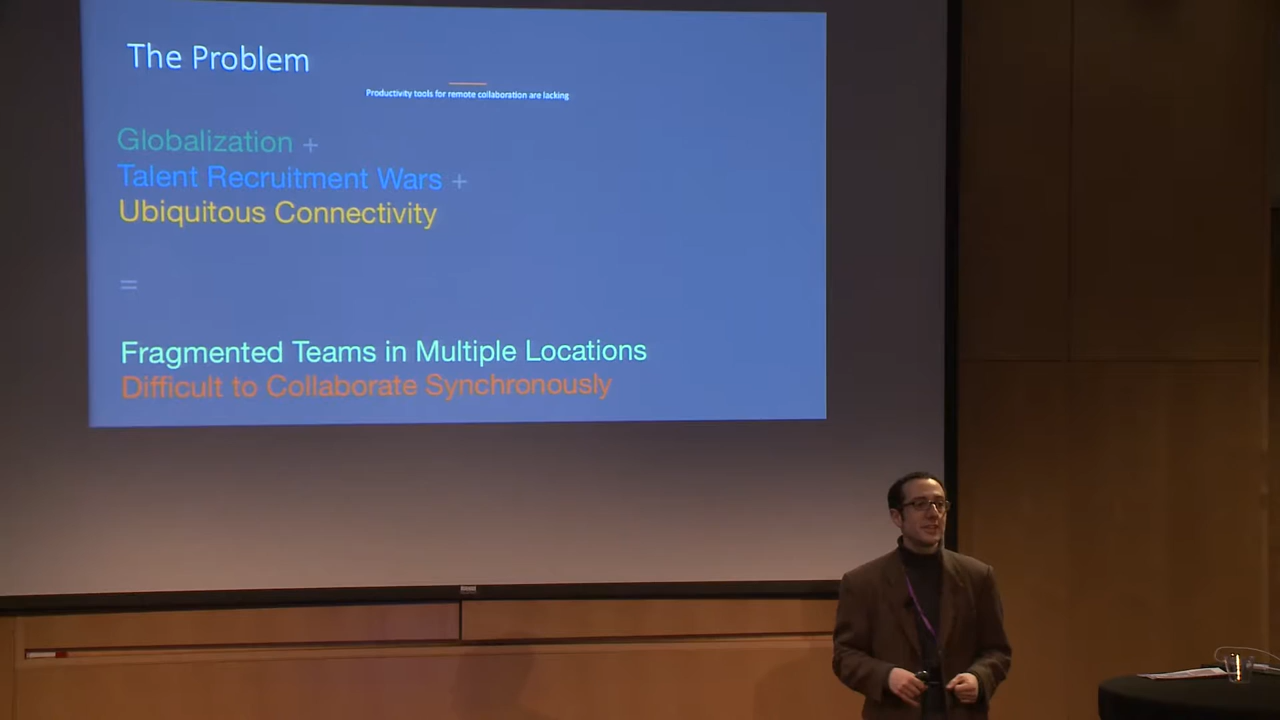 The Problem
Productivity tools for remote collaboration are lacking
Globalization +
Talent Recruitment Wars +
Ubiquitous Connectivity
=
Fragmented Teams in Multiple Locations
Difficult to Collaborate Synchronously